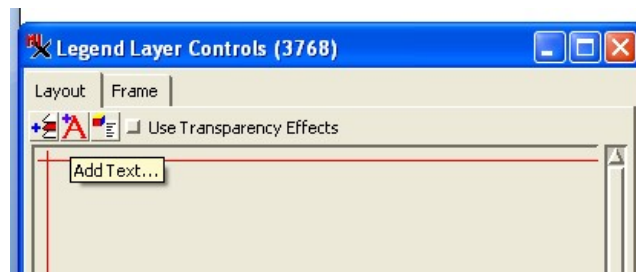 Legend Layer Controls (3768)
Layout Frame
Use Transparency Effects
Add Text...